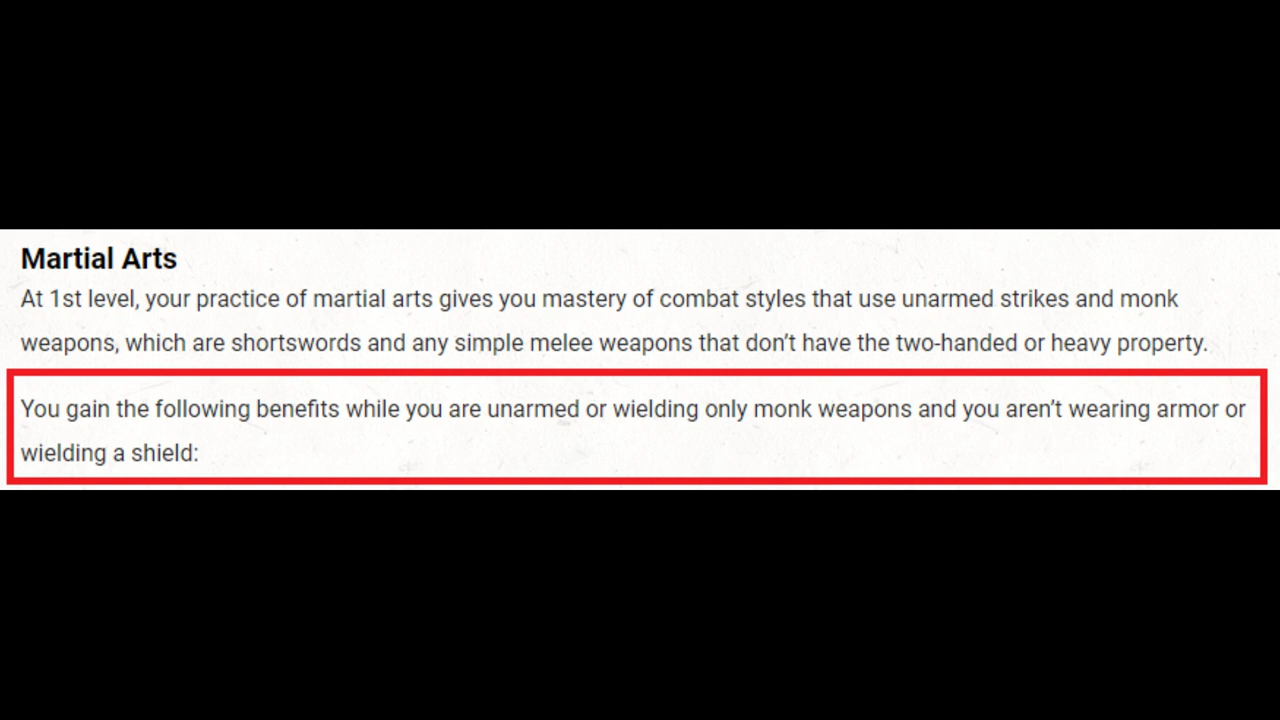 Martial Arts
At 1st level, your practice of martial arts gives you mastery of combat styles that use unarmed strikes and monk
weapons, which are shortswords and any simple melee weapons that don’t have the two-handed or heavy property.
You gain the following benefits while you are unarmed or wielding only monk weapons and you aren’t wearing armor or
wielding a shield: